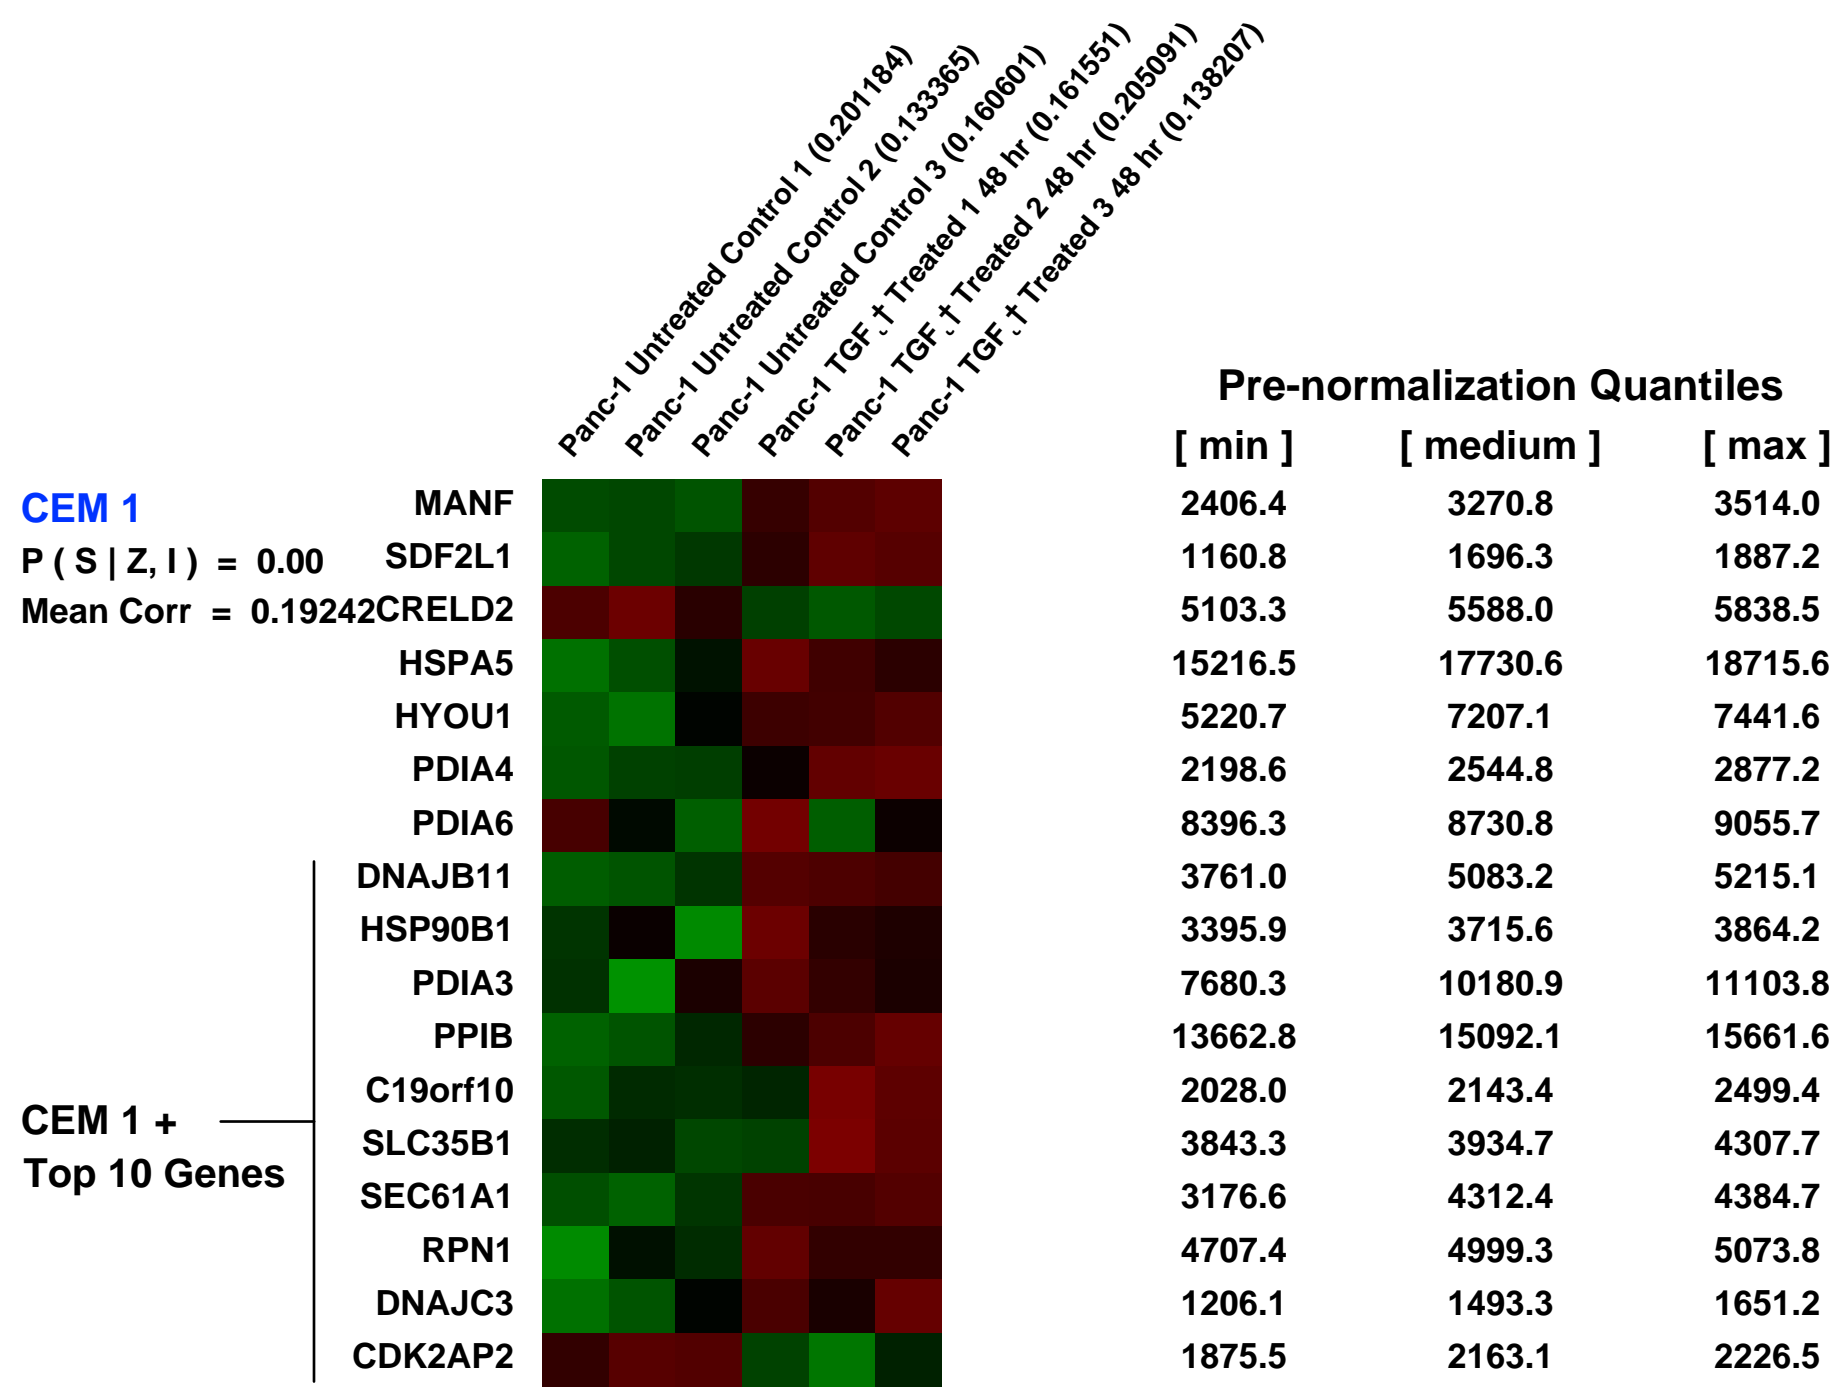 Panc-1 Untreated Control 1 (0.201184)
Panc-1 Untreated Control 2 (0.133365)
Panc-1 Untreated Control 3 (0.160601)
Panc-1 TGF˛† Treated 1 48 hr (0.161551)
Panc-1 TGF˛† Treated 2 48 hr (0.205091)
Panc-1 TGF˛† Treated 3 48 hr (0.138207)
Pre-normalization Quantiles
[ min ] [ medium ] [ max ]
CEM 1
P ( S | Z, I ) = 0.00
Mean Corr = 0.19242
MANF 2406.4 3270.8 3514.0
SDF2L1 1160.8 1696.3 1887.2
CRELD2 5103.3 5588.0 5838.5
HSPA5 15216.5 17730.6 18715.6
HYOU1 5220.7 7207.1 7441.6
PDIA4 2198.6 2544.8 2877.2
PDIA6 8396.3 8730.8 9055.7
CEM 1 +
Top 10 Genes
DNAJB11 3761.0 5083.2 5215.1
HSP90B1 3395.9 3715.6 3864.2
PDIA3 7680.3 10180.9 11103.8
PPIB 13662.8 15092.1 15661.6
C19orf10 2028.0 2143.4 2499.4
SLC35B1 3843.3 3934.7 4307.7
SEC61A1 3176.6 4312.4 4384.7
RPN1 4707.4 4999.3 5073.8
DNAJC3 1206.1 1493.3 1651.2
CDK2AP2 1875.5 2163.1 2226.5